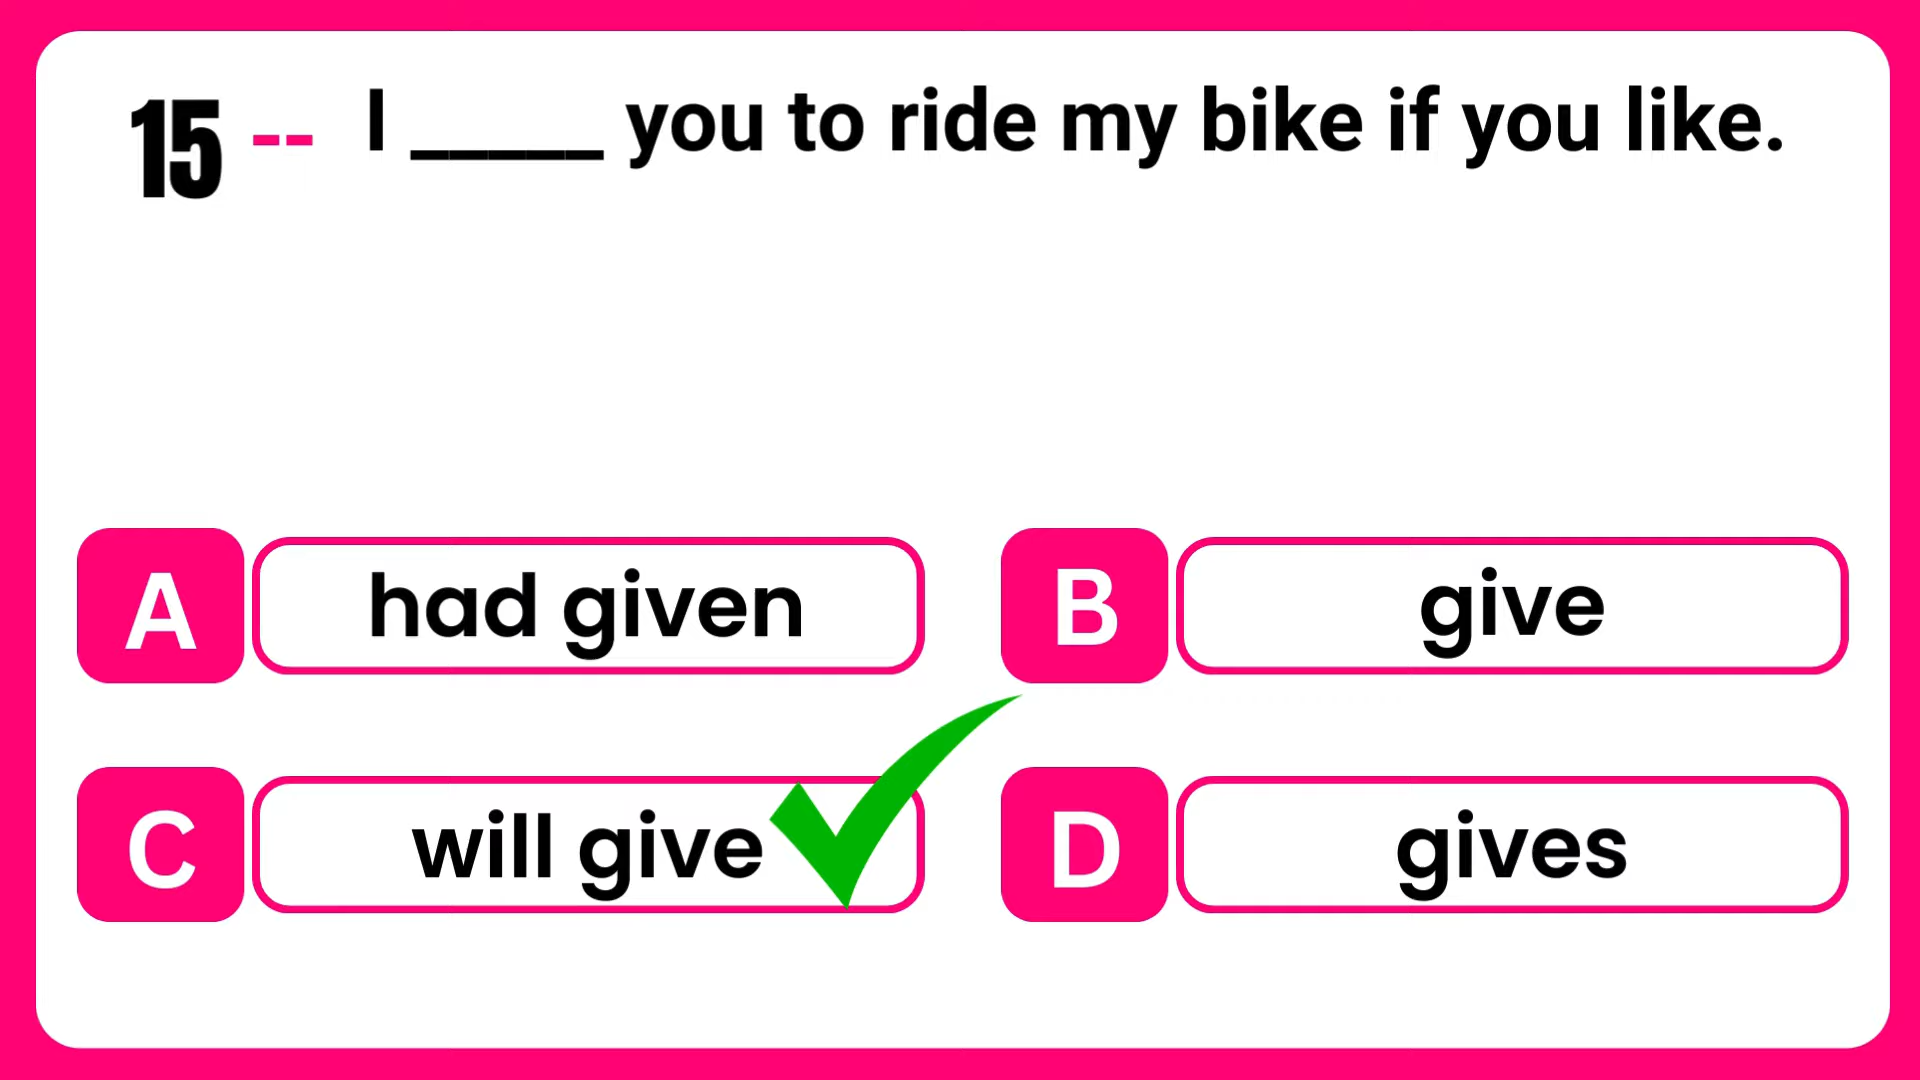 15 -- I _____ you to ride my bike if you like.
A had given
B give
C will give
D gives